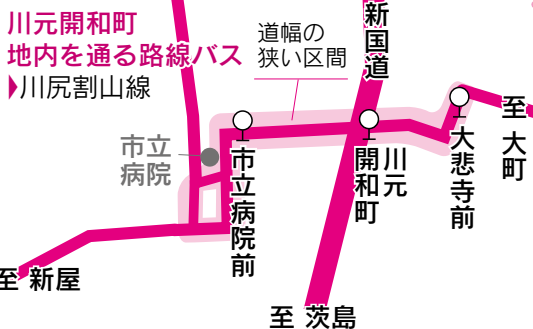 川元開和町
地内を通る路線バス
▶川尻割山線
道幅の
狭い区間
新国道
至 大町
市立
病院
市立病院前
川元
開和町
大悲寺前
至 新屋
至 茨島